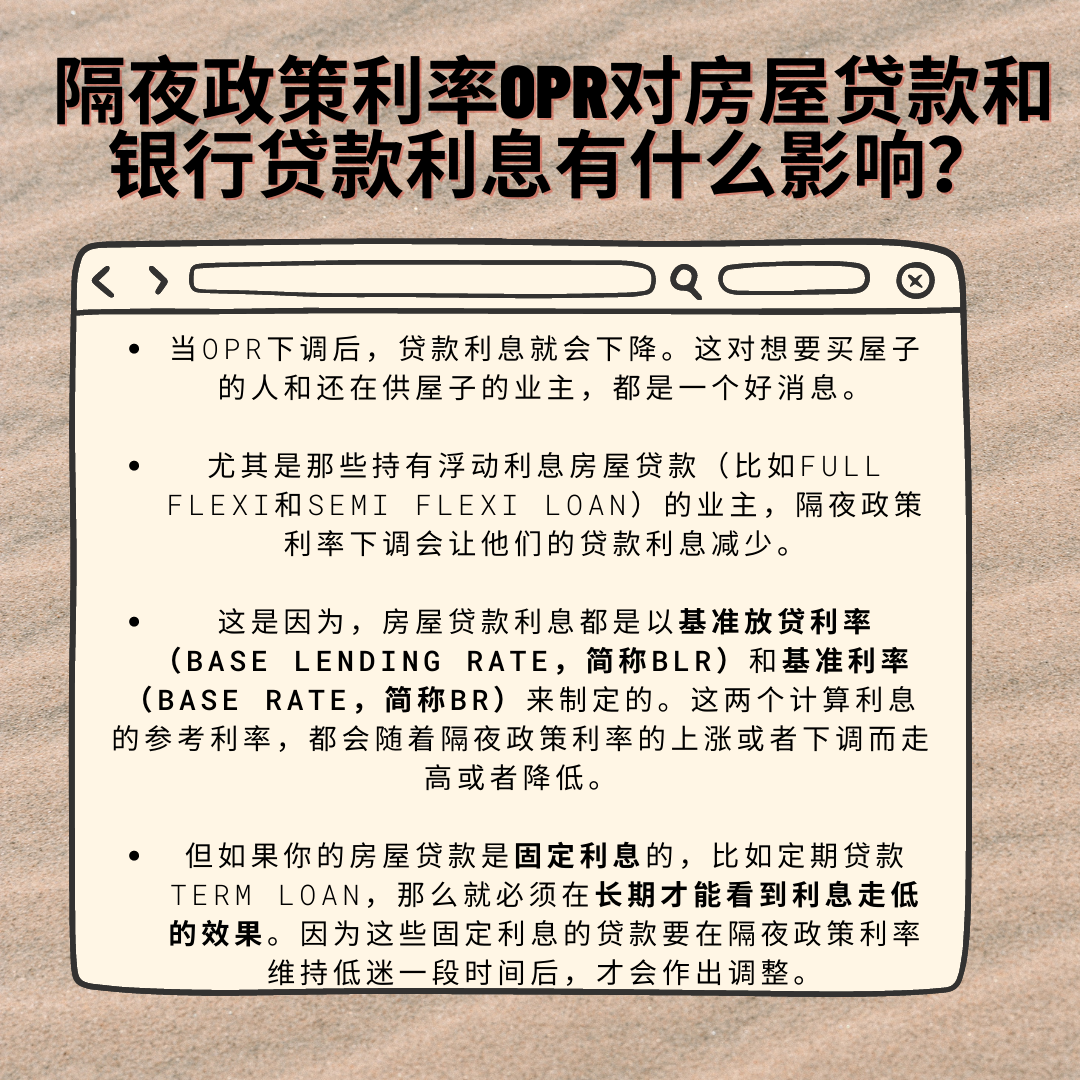 隔夜政策利率OPR对房屋贷款和
银行贷款利息有什么影响?
• 当OPR下调后，贷款利息就会下降。这对想要买屋子
的人和还在供屋子的业主，都是一个好消息。
• 尤其是那些持有浮动利息房屋贷款（比如FULL
FLEXI和SEMI FLEXI LOAN）的业主，隔夜政策
利率下调会让他们的贷款利息减少。
• 这是因为，房屋贷款利息都是以基准放贷利率
（BASE LENDING RATE，简称BLR）和基准利率
（BASE RATE，简称BR）来制定的。这两个计算利息
的参考利率，都会随着隔夜政策利率的上涨或者下调而走
高或者降低。
• 但如果你的房屋贷款是固定利息的，比如定期贷款
TERM LOAN，那么就必须在长期才能看到利息走低
的效果。因为这些固定利息的贷款要在隔夜政策利率
维持低迷一段时间后，才会作出调整。